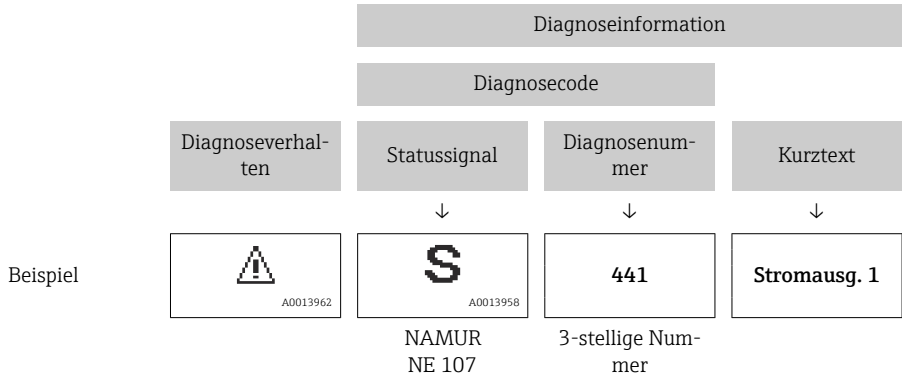 Diagnoseinformation
Diagnosecode
Diagnoseverhal-
ten
Statussignal
Diagnosenum-
mer
Kurztext
↓ ↓ ↓
Beispiel
A0013962
S
A0013958
441
Stromausg. 1
NAMUR
NE 107
3-stellige Num-
mer